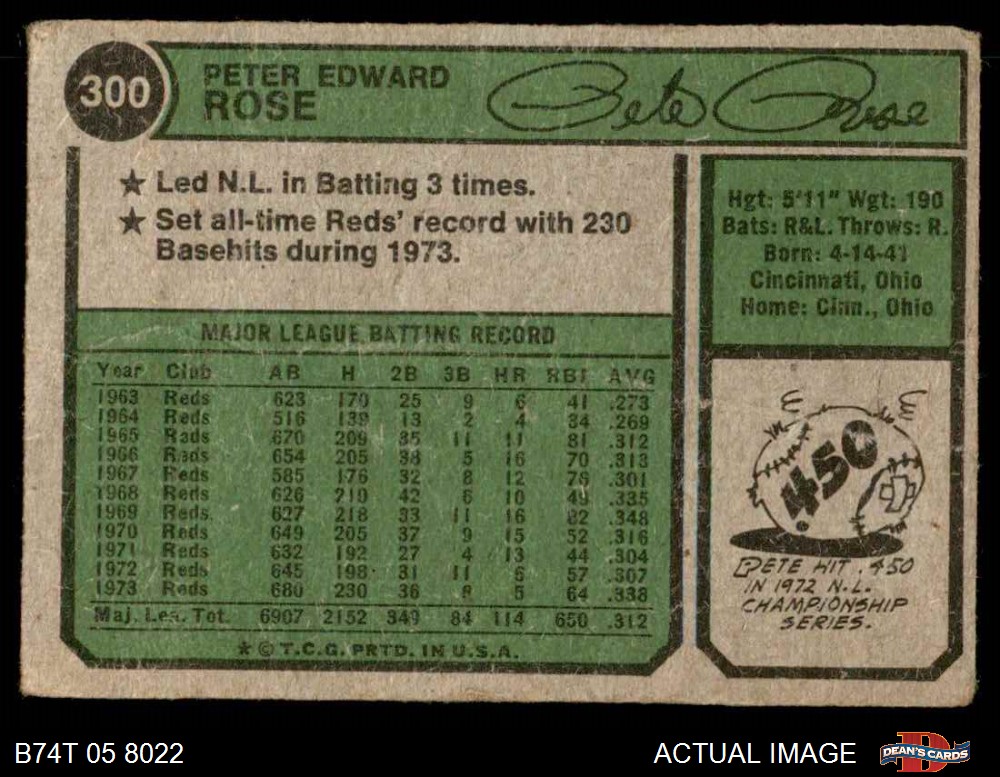 300
PETER EDWARD
ROSE
Pete Rose
★ Led N.L. in Batting 3 times.
★ Set all-time Reds' record with 230
Basehits during 1973.
Hgt: 5'11" Wgt: 190
Bats: R&L. Throws: R.
Born: 4-14-41
Cincinnati, Ohio
Home: Cinn., Ohio
MAJOR LEAGUE BATTING RECORD
Year Club AB H 2B 3B HR RBI AVG
1963 Reds 623 170 25 9 6 41 .273
1964 Reds 516 139 13 2 4 34 .269
1965 Reds 670 209 35 11 11 81 .312
1966 Reds 654 205 38 5 16 70 .313
1967 Reds 585 176 32 8 12 76 .301
1968 Reds 626 210 42 6 10 49 .335
1969 Reds 627 218 33 11 16 82 .348
1970 Reds 649 205 37 9 15 52 .316
1971 Reds 632 192 27 4 13 44 .304
1972 Reds 645 198 31 11 6 57 .307
1973 Reds 680 230 36 8 5 64 .338
Maj. Lea. Tot. 6907 2152 349 84 114 650 .312
★ © T.C.G. PRTD. IN U.S.A.
.450
PETE HIT .450
IN 1972 N.L.
CHAMPIONSHIP
SERIES.
B74T 05 8022
ACTUAL IMAGE
DEAN'S CARDS